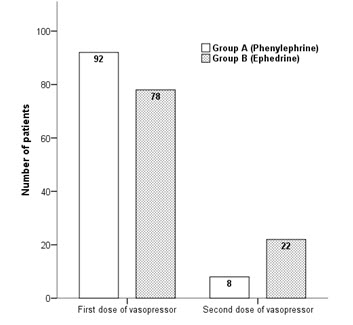 100
80
60
40
20
0
Number of patients
Group A (Phenylephrine)
Group B (Ephedrine)
92
78
8
22
First dose of vasopressor
Second dose of vasopressor